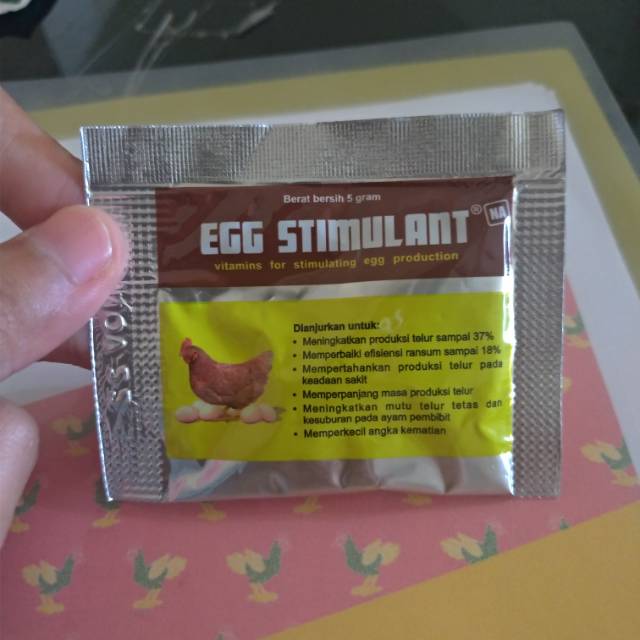 Berat bersih 5 gram
EGG STIMULANT®
NA
vitamins for stimulating egg production
Dianjurkan untuk:
• Meningkatkan produksi telur sampai 37%
• Memperbaiki efisiensi ransum sampai 18%
• Mempertahankan produksi telur pada
keadaan sakit
• Memperpanjang masa produksi telur
• Meningkatkan mutu telur tetas dan
kesuburan pada ayam pembibit
• Memperkecil angka kematian